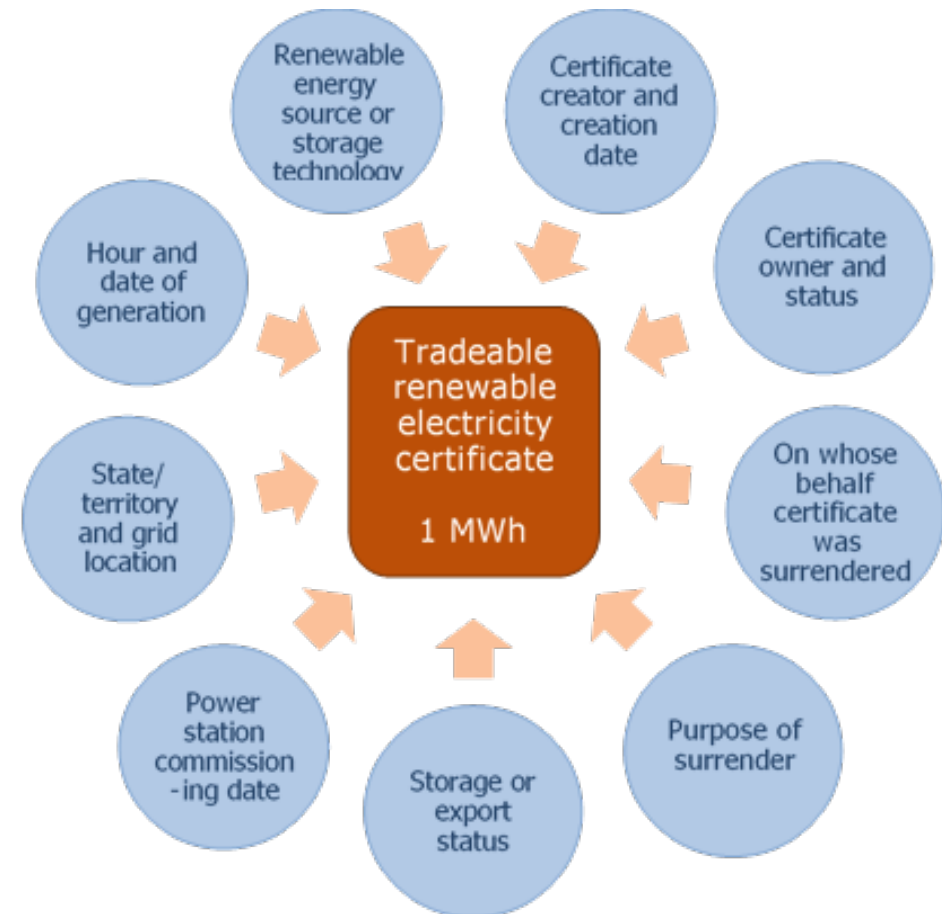 Renewable
energy
source or
storage
technology
Certificate
creator and
creation
date
Hour and
date of
generation
Certificate
owner and
status
Tradeable
renewable
electricity
certificate
1 MWh
State/
territory
and grid
location
On whose
behalf
certificate
was
surrendered
Power
station
commission
-ing date
Storage or
export
status
Purpose of
surrender